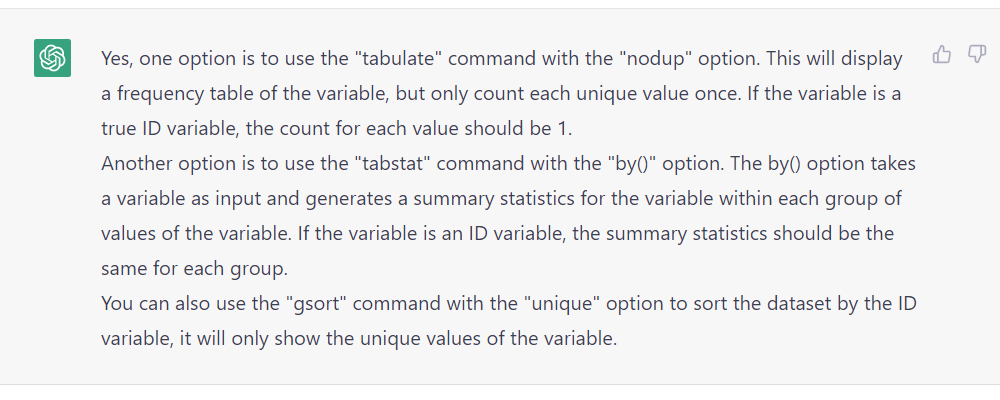 Yes, one option is to use the "tabulate" command with the "nodup" option. This will display
a frequency table of the variable, but only count each unique value once. If the variable is a
true ID variable, the count for each value should be 1.
Another option is to use the "tabstat" command with the "by()" option. The by() option takes
a variable as input and generates a summary statistics for the variable within each group of
values of the variable. If the variable is an ID variable, the summary statistics should be the
same for each group.
You can also use the "gsort" command with the "unique" option to sort the dataset by the ID
variable, it will only show the unique values of the variable.